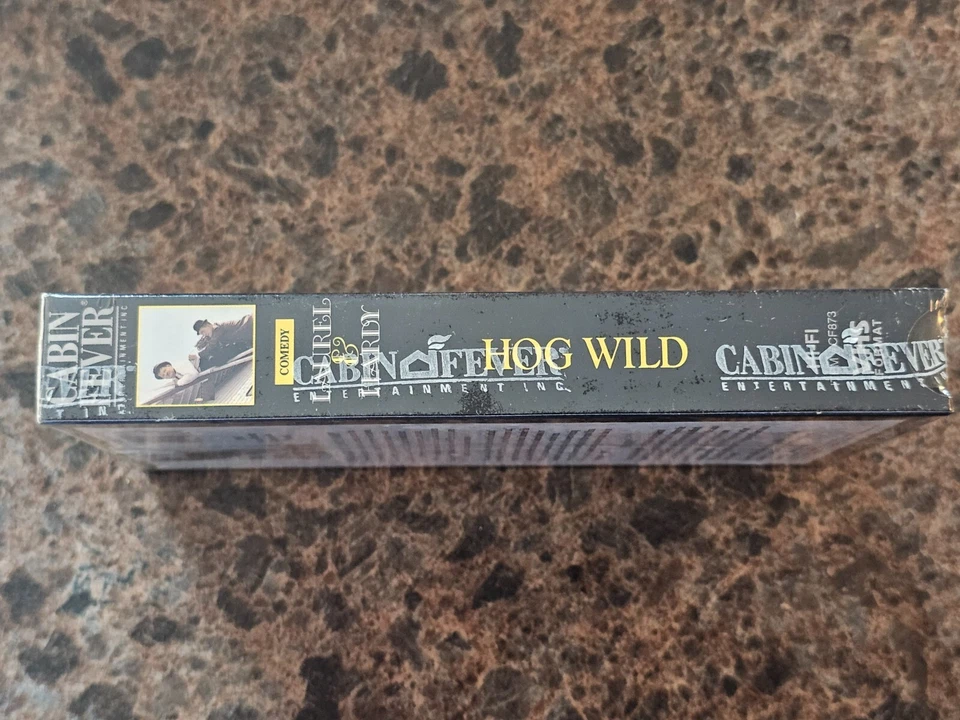 CABIN
FEVER®
ENTERTAINMENT INC.
COMEDY
LAUREL
&
HARDY
CABIN FEVER
ENTERTAINMENT INC.
HOG WILD
CABIN FEVER
ENTERTAINMENT
HI-FI
CF873
VHS
FORMAT